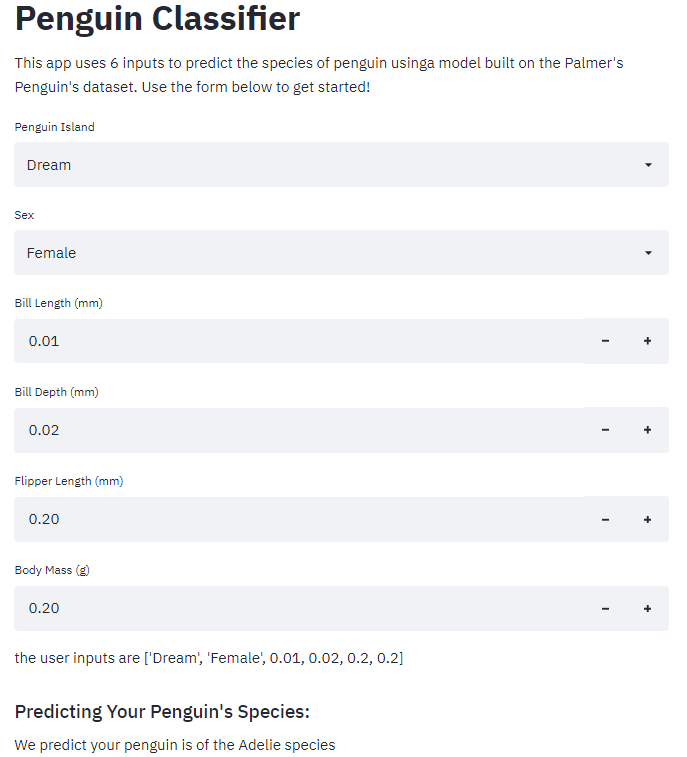 Penguin Classifier
This app uses 6 inputs to predict the species of penguin usinga model built on the Palmer's
Penguin's dataset. Use the form below to get started!
Penguin Island
Dream
Sex
Female
Bill Length (mm)
0.01
Bill Depth (mm)
0.02
Flipper Length (mm)
0.20
Body Mass (g)
0.20
the user inputs are ['Dream', 'Female', 0.01, 0.02, 0.2, 0.2]
Predicting Your Penguin's Species:
We predict your penguin is of the Adelie species